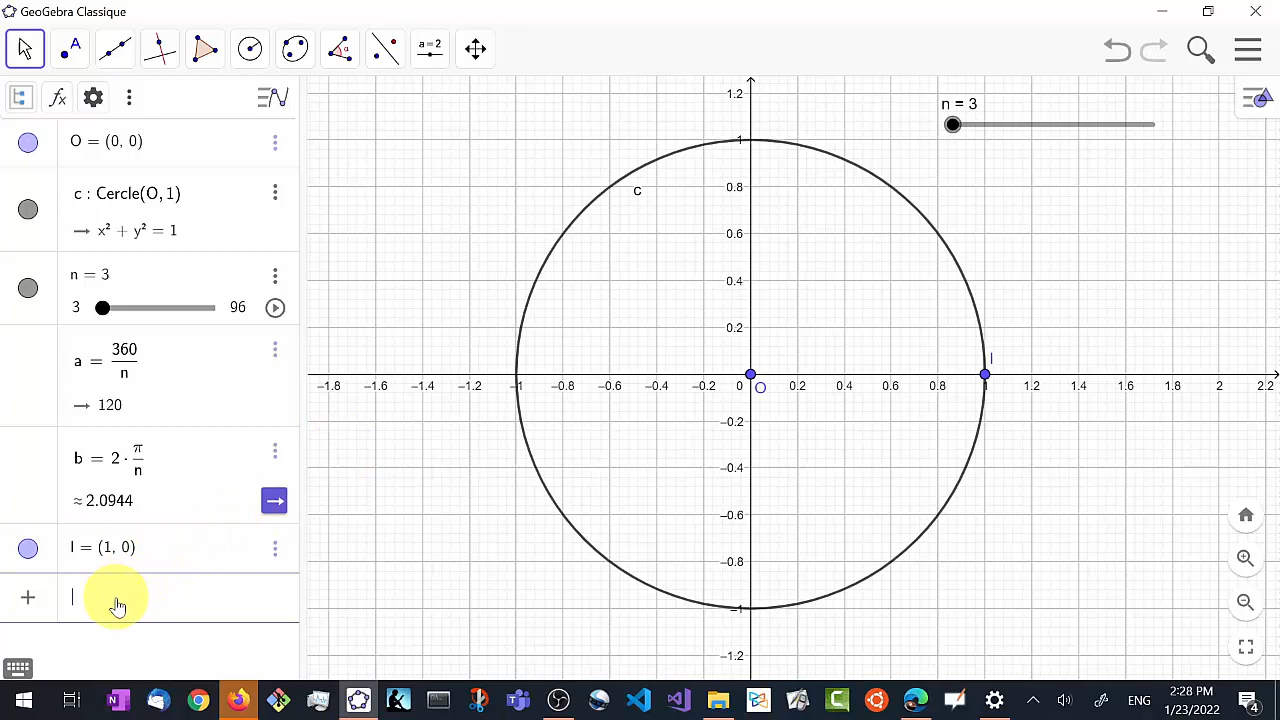 GeoGebra Classique
A
α
a = 2
fx
O = (0, 0)
c : Cercle(O, 1)
→ x² + y² = 1
n = 3
3
96
a = 360/n
→ 120
b = 2 · π/n
≈ 2.0944
I = (1, 0)
n = 3
c
O
I
1.2
1
0.8
0.6
0.4
0.2
−1.8 −1.6 −1.4 −1.2 −1 −0.8 −0.6 −0.4 −0.2 0 0.2 0.4 0.6 0.8 1 1.2 1.4 1.6 1.8 2 2.2
−0.2
−0.4
−0.6
−0.8
−1
−1.2
ENG
2:28 PM
1/23/2022
4